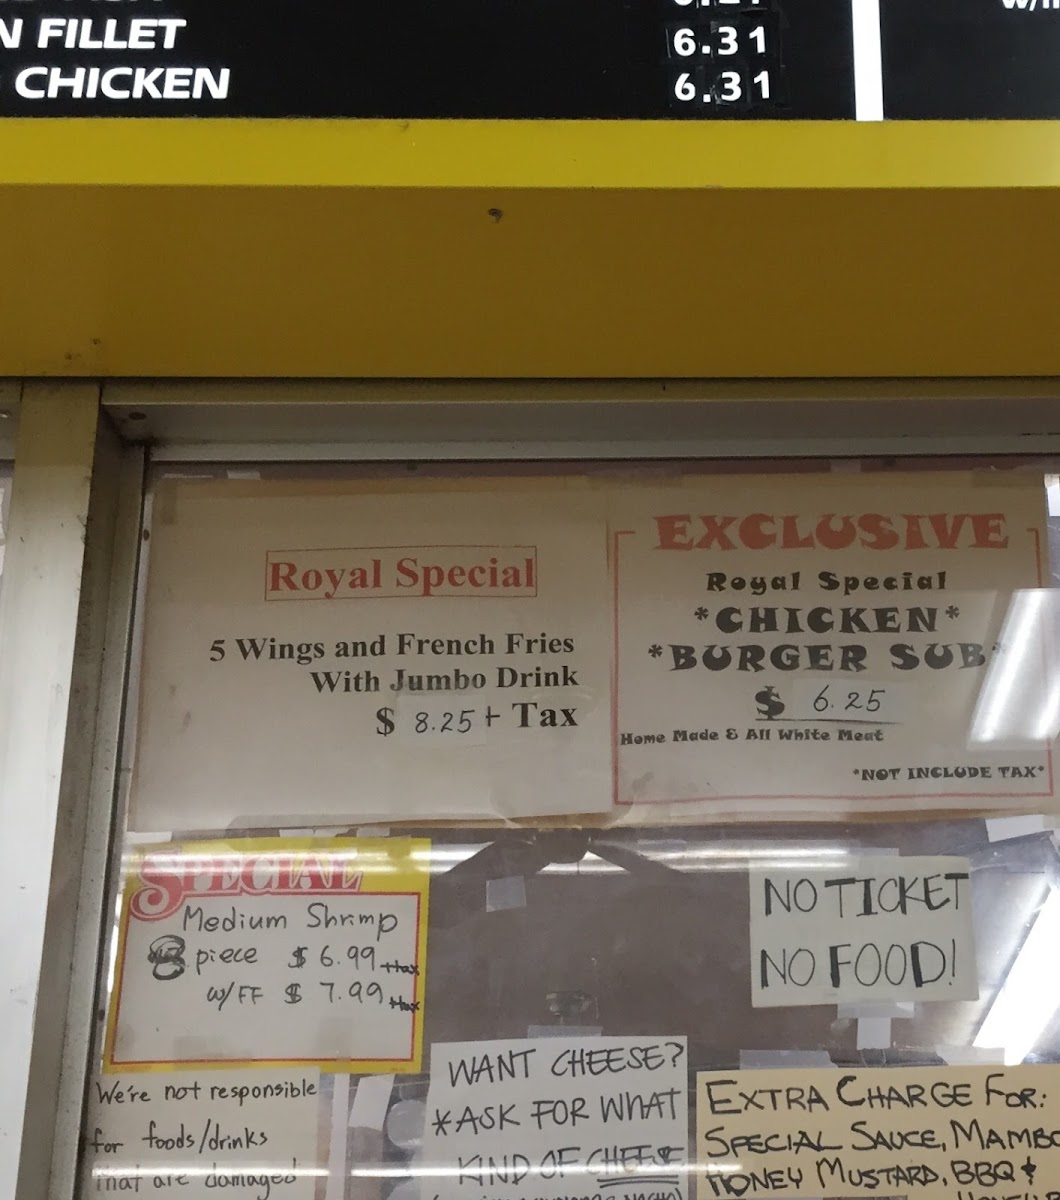 FILLET 6.31
CHICKEN 6.31
Royal Special
5 Wings and French Fries
With Jumbo Drink
$ 8.25 + Tax
EXCLUSIVE
Royal Special
*CHICKEN*
*BURGER SUB*
$ 6.25
Home Made & All White Meat
*NOT INCLUDE TAX*
SPECIAL
Medium Shrimp
8 piece $ 6.99 +tax
w/FF $ 7.99 +tax
NO TICKET
NO FOOD!
We're not responsible
for foods/drinks
that are damaged
WANT CHEESE?
*ASK FOR WHAT
KIND OF CHEESE
EXTRA CHARGE FOR:
SPECIAL SAUCE, MAMBO
HONEY MUSTARD, BBQ &